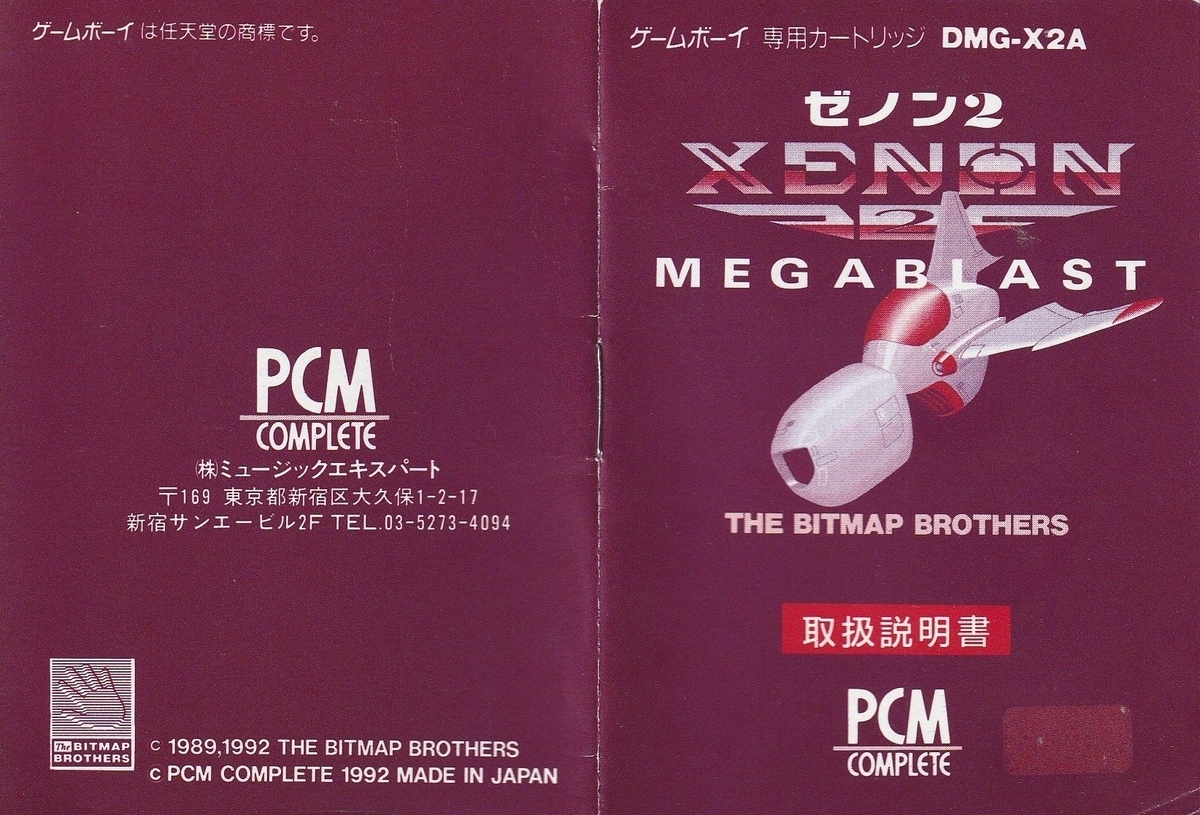 ゲームボーイ は任天堂の商標です。
PCM
COMPLETE
㈱ミュージックエキスパート
〒169 東京都新宿区大久保1-2-17
新宿サンエービル2F TEL.03-5273-4094
The BITMAP
BROTHERS
© 1989,1992 THE BITMAP BROTHERS
© PCM COMPLETE 1992 MADE IN JAPAN
ゲームボーイ 専用カートリッジ DMG-X2A
ゼノン2
XENON
2
MEGABLAST
THE BITMAP BROTHERS
取扱説明書
PCM
COMPLETE